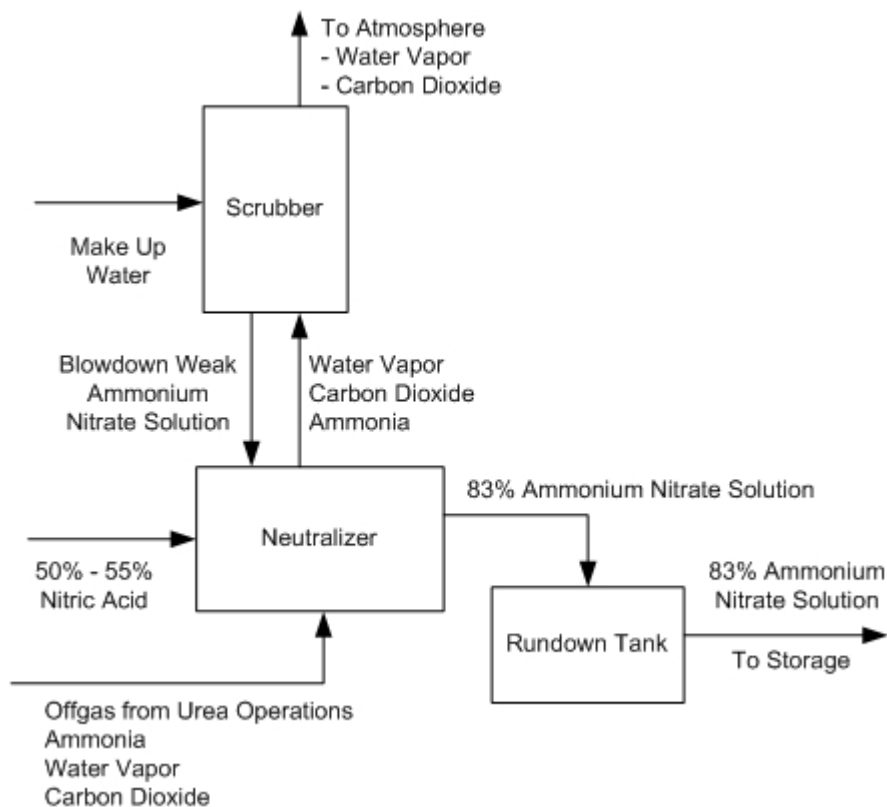 To Atmosphere
- Water Vapor
- Carbon Dioxide
Scrubber
Make Up
Water
Blowdown Weak
Ammonium
Nitrate Solution
Water Vapor
Carbon Dioxide
Ammonia
83% Ammonium Nitrate Solution
Neutralizer
50% - 55%
Nitric Acid
83% Ammonium
Nitrate Solution
Rundown Tank
To Storage
Offgas from Urea Operations
Ammonia
Water Vapor
Carbon Dioxide